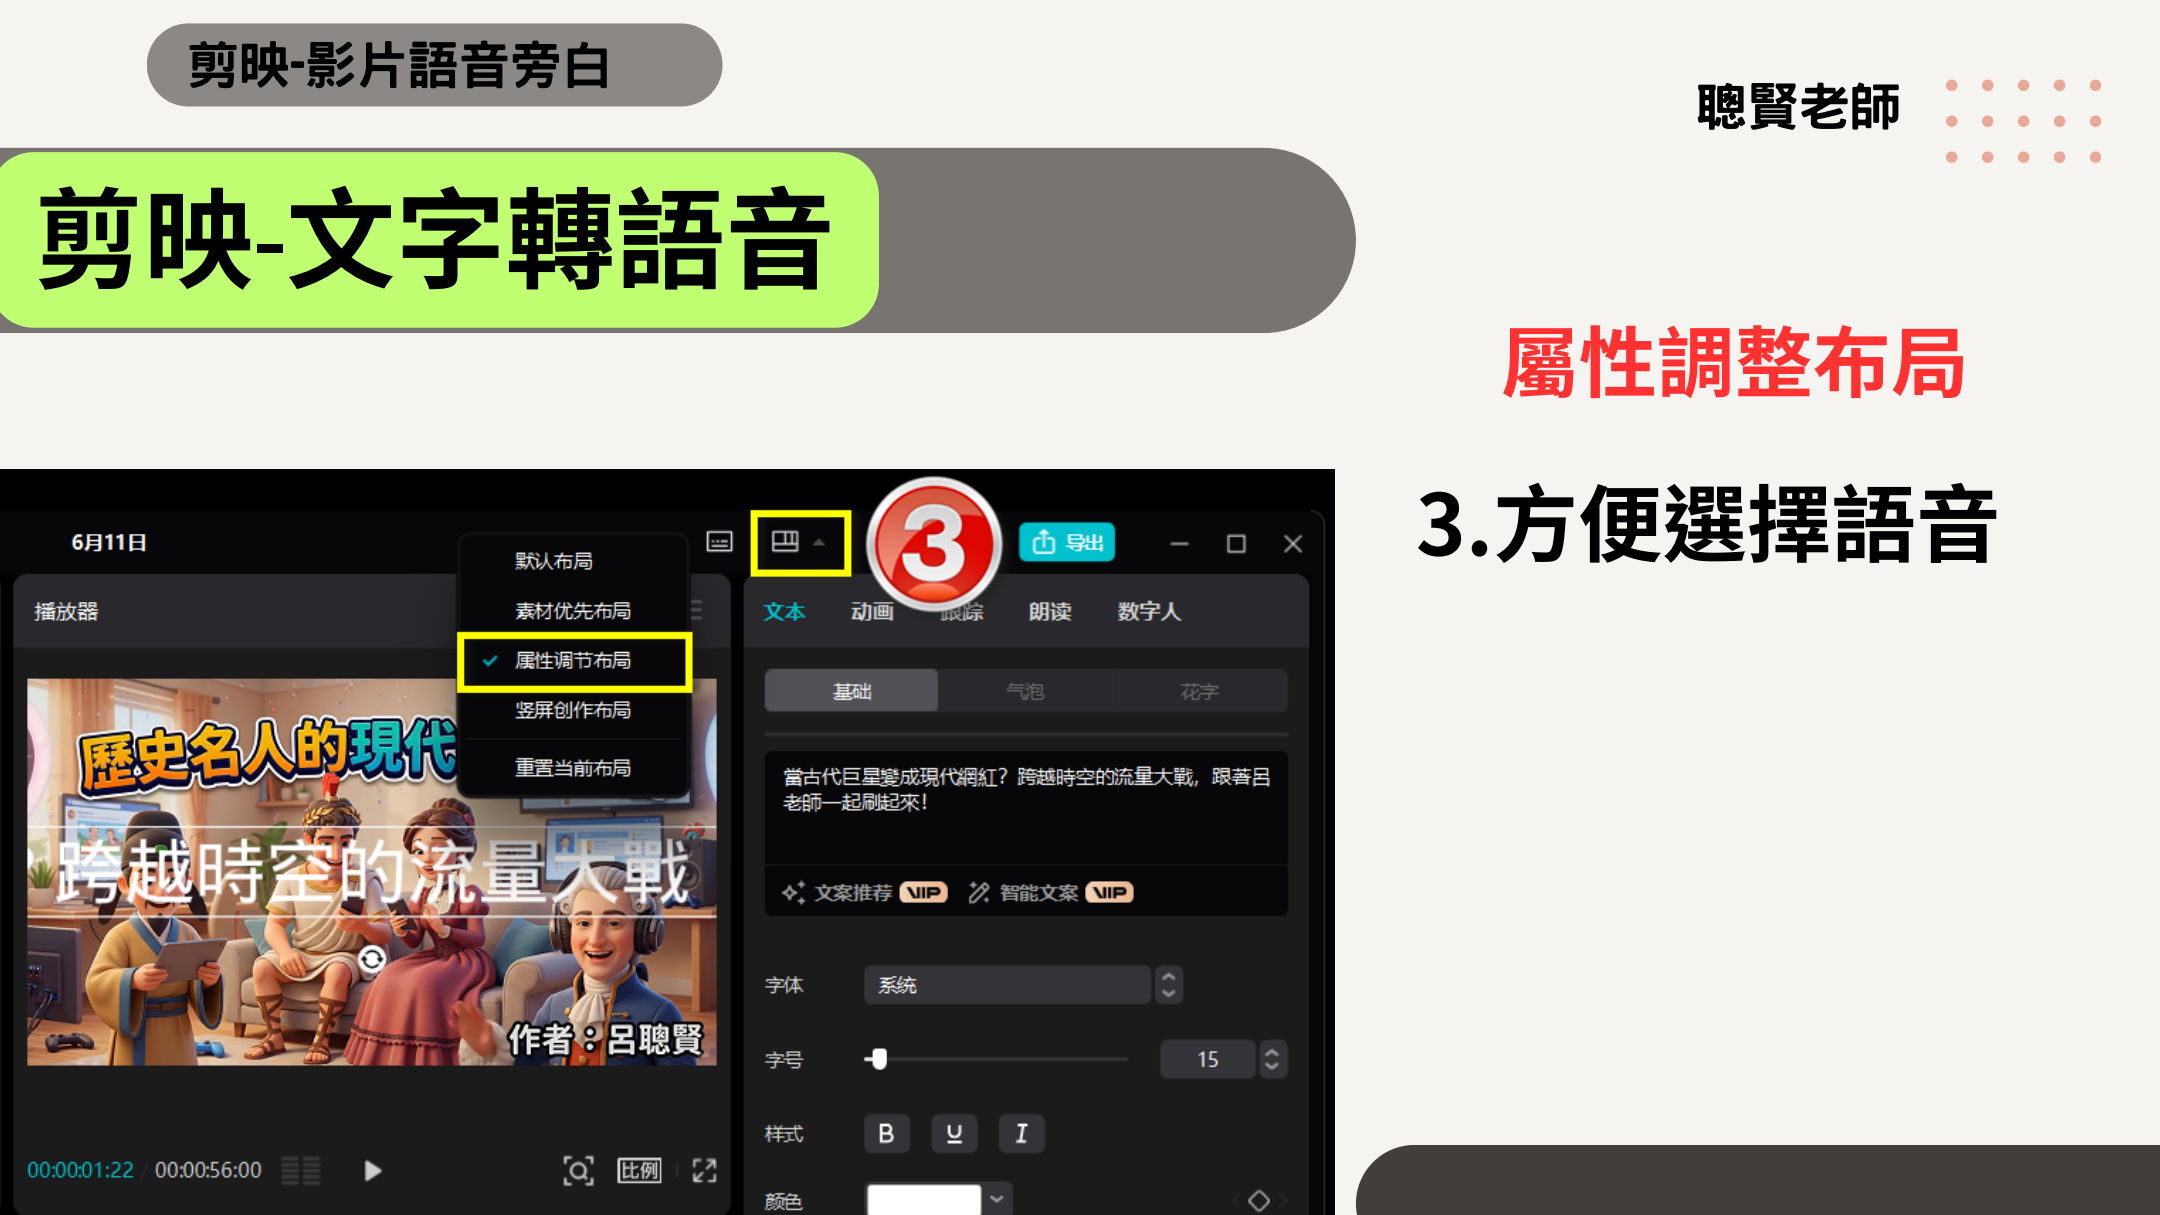 剪映-影片語音旁白
聰賢老師
剪映-文字轉語音
屬性調整布局
3.方便選擇語音
6月11日
3
导出
默认布局
素材优先布局
属性调节布局
竖屏创作布局
重置当前布局
播放器
文本 动画 跟踪 朗读 数字人
基础 气泡 花字
歷史名人的現代
跨越時空的流量大戰
作者：呂聰賢
當古代巨星變成現代網紅？跨越時空的流量大戰，跟著呂
老師一起刷起來！
文案推荐 VIP 智能文案 VIP
字体 系统
字号 15
样式 B U I
颜色
00:00:01:22 / 00:00:56:00
比例